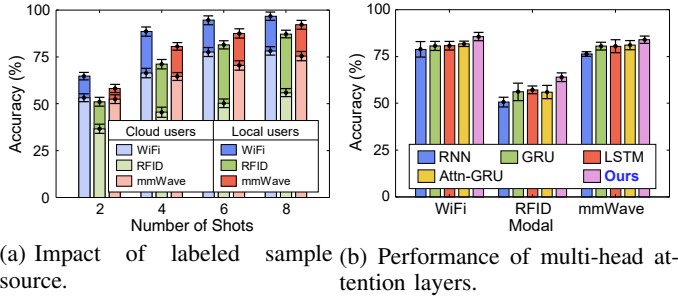 100
75
50
25
0
Accuracy (%)
Cloud users Local users
WiFi WiFi
RFID RFID
mmWave mmWave
2 4 6 8
Number of Shots
(a) Impact of labeled sample
source.
100
75
50
25
0
Accuracy (%)
RNN GRU LSTM
Attn-GRU Ours
WiFi RFID mmWave
Modal
(b) Performance of multi-head at-
tention layers.